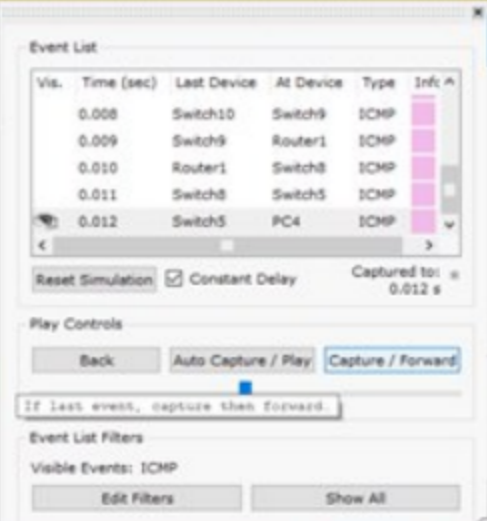 Event List
Vis. Time (sec) Last Device At Device Type Info
0.008 Switch10 Switch9 ICMP
0.009 Switch9 Router1 ICMP
0.010 Router1 Switch8 ICMP
0.011 Switch8 Switch5 ICMP
0.012 Switch5 PC4 ICMP
Reset Simulation Constant Delay Captured to:
0.012 s
Play Controls
Back Auto Capture / Play Capture / Forward
If last event, capture then forward.
Event List Filters
Visible Events: ICMP
Edit Filters Show All